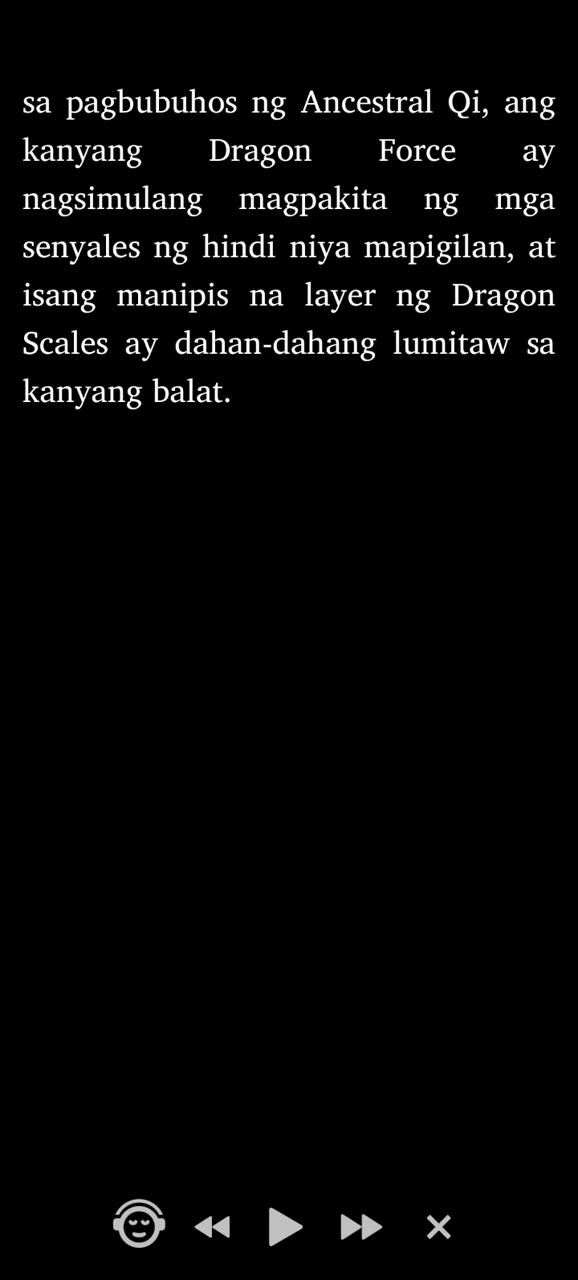 sa pagbubuhos ng Ancestral Qi, ang
kanyang Dragon Force ay
nagsimulang magpakita ng mga
senyales ng hindi niya mapigilan, at
isang manipis na layer ng Dragon
Scales ay dahan-dahang lumitaw sa
kanyang balat.